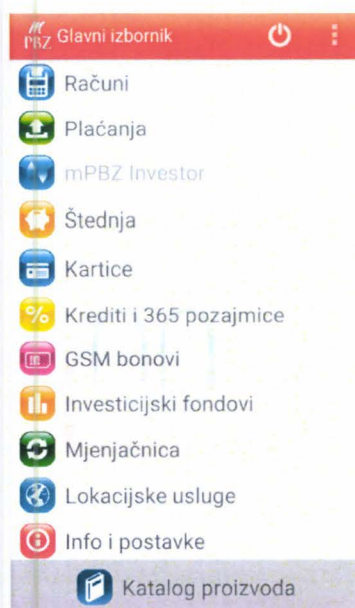 m
PBZ Glavni izbornik
Računi
Plaćanja
mPBZ Investor
Štednja
Kartice
% Krediti i 365 pozajmice
GSM bonovi
Investicijski fondovi
Mjenjačnica
Lokacijske usluge
Info i postavke
Katalog proizvoda